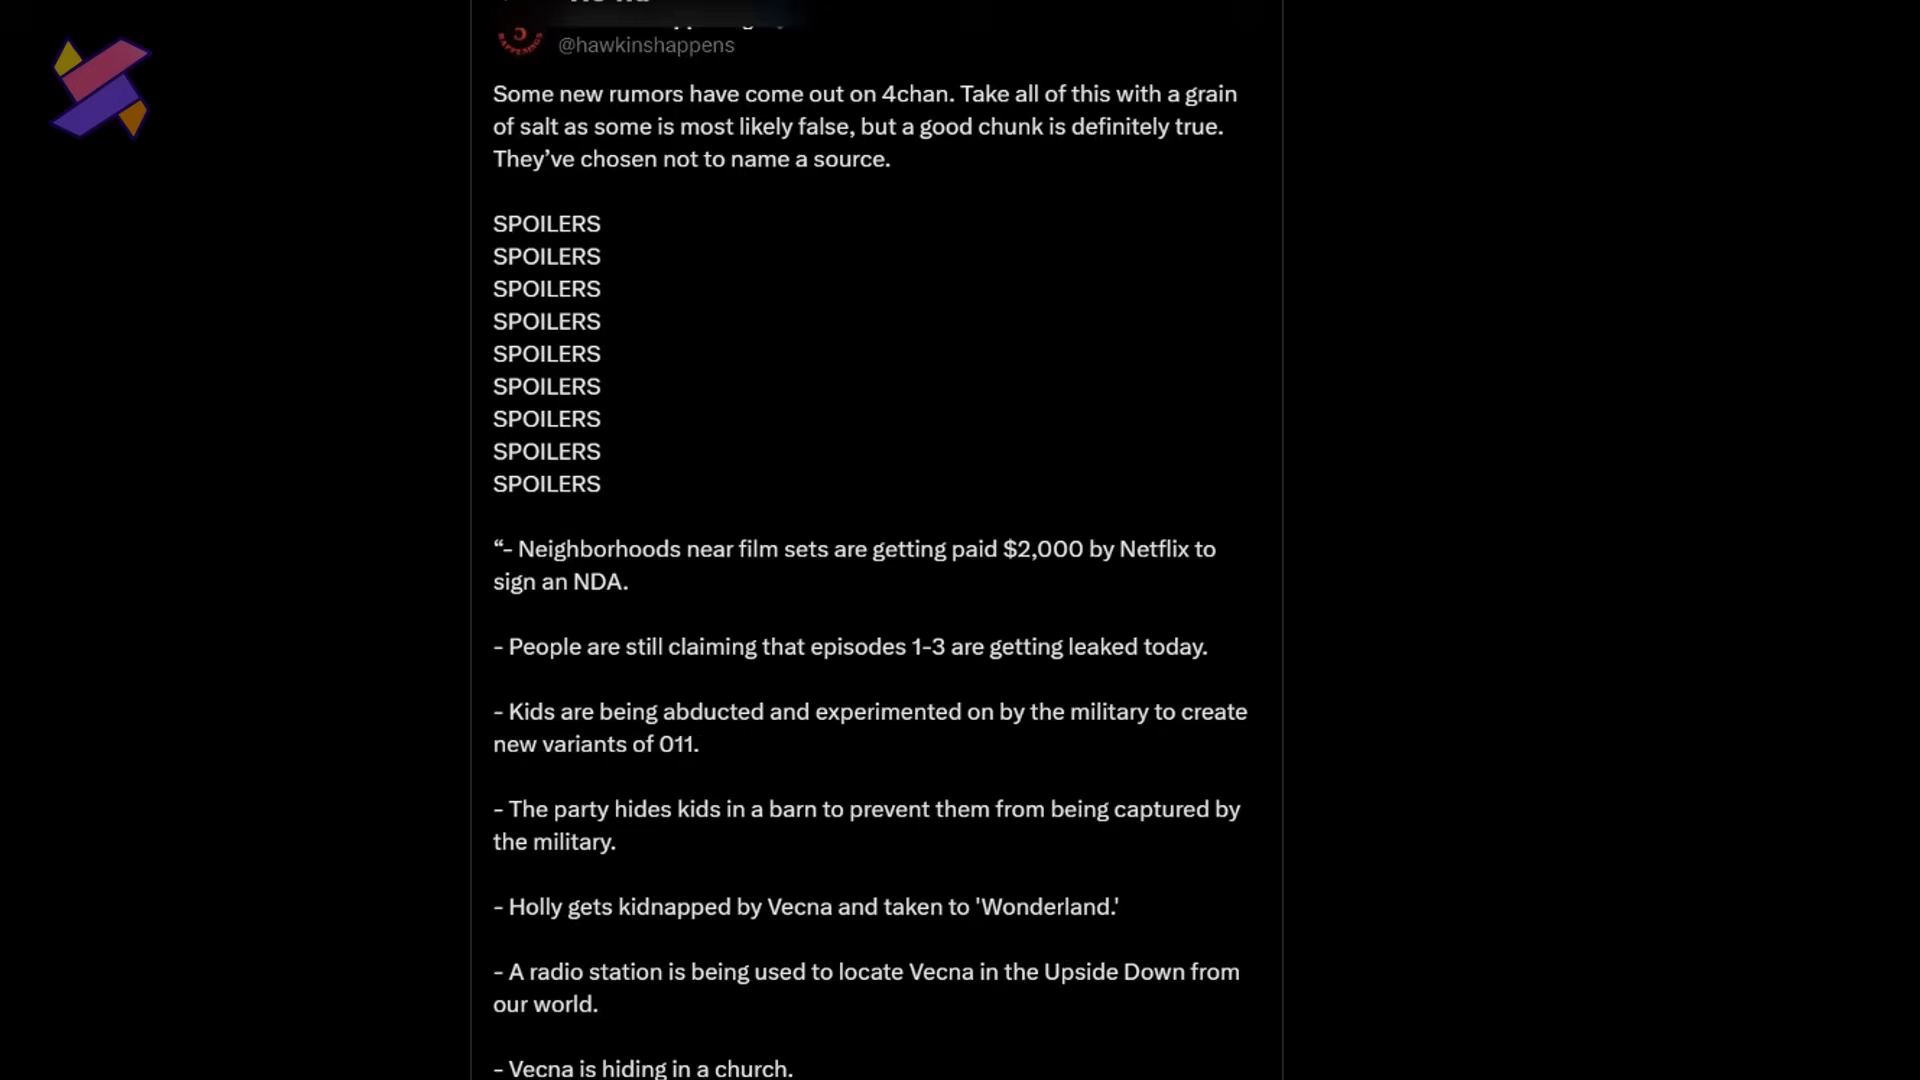 5
HAPPENINGS
@hawkinshappens
Some new rumors have come out on 4chan. Take all of this with a grain
of salt as some is most likely false, but a good chunk is definitely true.
They’ve chosen not to name a source.
SPOILERS
SPOILERS
SPOILERS
SPOILERS
SPOILERS
SPOILERS
SPOILERS
SPOILERS
SPOILERS
“- Neighborhoods near film sets are getting paid $2,000 by Netflix to
sign an NDA.
- People are still claiming that episodes 1-3 are getting leaked today.
- Kids are being abducted and experimented on by the military to create
new variants of 011.
- The party hides kids in a barn to prevent them from being captured by
the military.
- Holly gets kidnapped by Vecna and taken to 'Wonderland.'
- A radio station is being used to locate Vecna in the Upside Down from
our world.
- Vecna is hiding in a church.